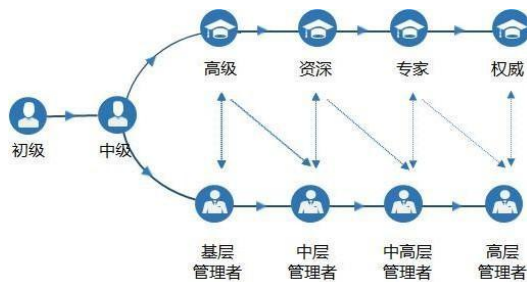 高级
资深
专家
权威
初级
中级
基层
管理者
中层
管理者
中高层
管理者
高层
管理者